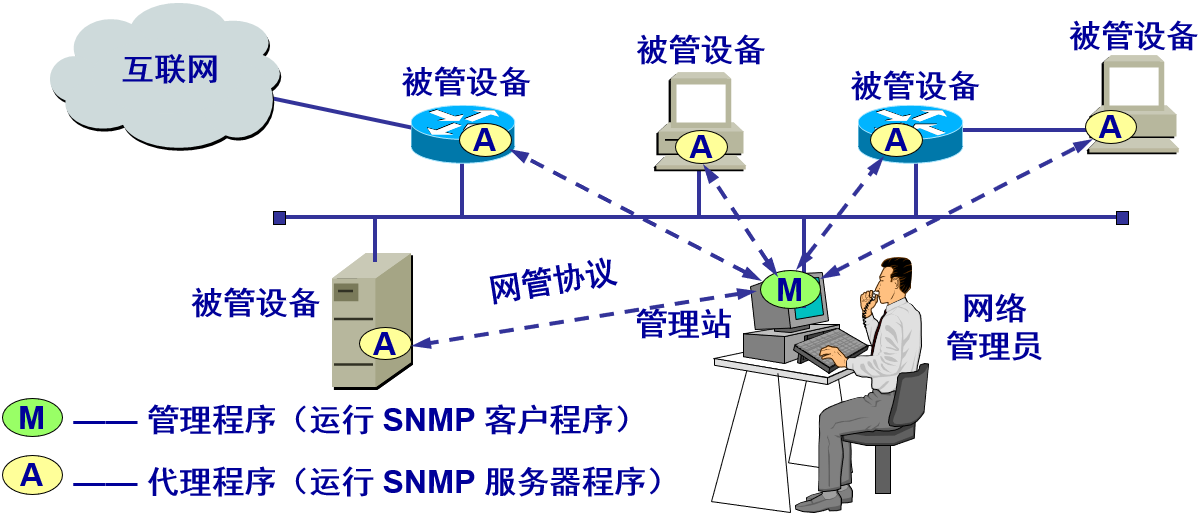 互联网
被管设备
被管设备
被管设备
被管设备
A
A
A
A
被管设备
A
网管协议
M
管理站
网络
管理员
M —— 管理程序（运行 SNMP 客户程序）
A —— 代理程序（运行 SNMP 服务器程序）